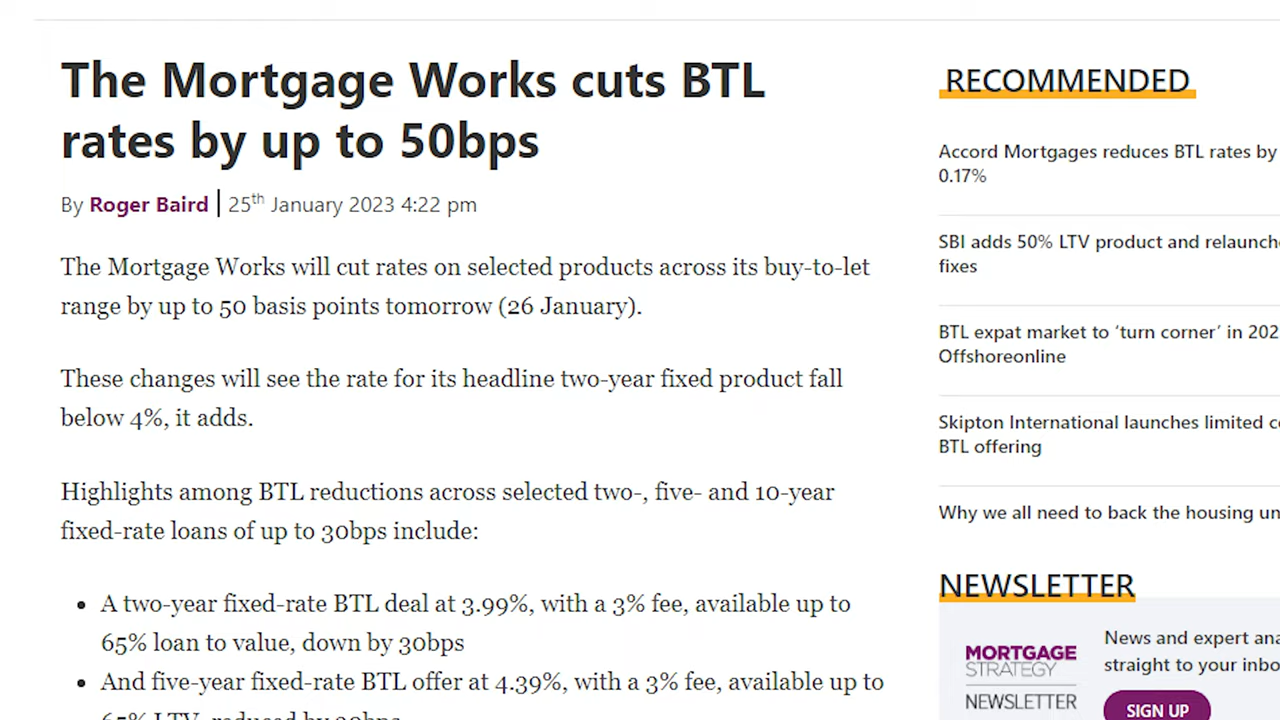 The Mortgage Works cuts BTL
rates by up to 50bps
By Roger Baird | 25th January 2023 4:22 pm
The Mortgage Works will cut rates on selected products across its buy-to-let
range by up to 50 basis points tomorrow (26 January).
These changes will see the rate for its headline two-year fixed product fall
below 4%, it adds.
Highlights among BTL reductions across selected two-, five- and 10-year
fixed-rate loans of up to 30bps include:
• A two-year fixed-rate BTL deal at 3.99%, with a 3% fee, available up to
65% loan to value, down by 30bps
• And five-year fixed-rate BTL offer at 4.39%, with a 3% fee, available up to
RECOMMENDED
Accord Mortgages reduces BTL rates by
0.17%
SBI adds 50% LTV product and
fixes
BTL expat market to ‘turn corner’ in
Offshoreonline
Skipton International launches limited
BTL offering
Why we all need to back the housing
NEWSLETTER
MORTGAGE
STRATEGY
NEWSLETTER
News and expert
straight to your
SIGN UP